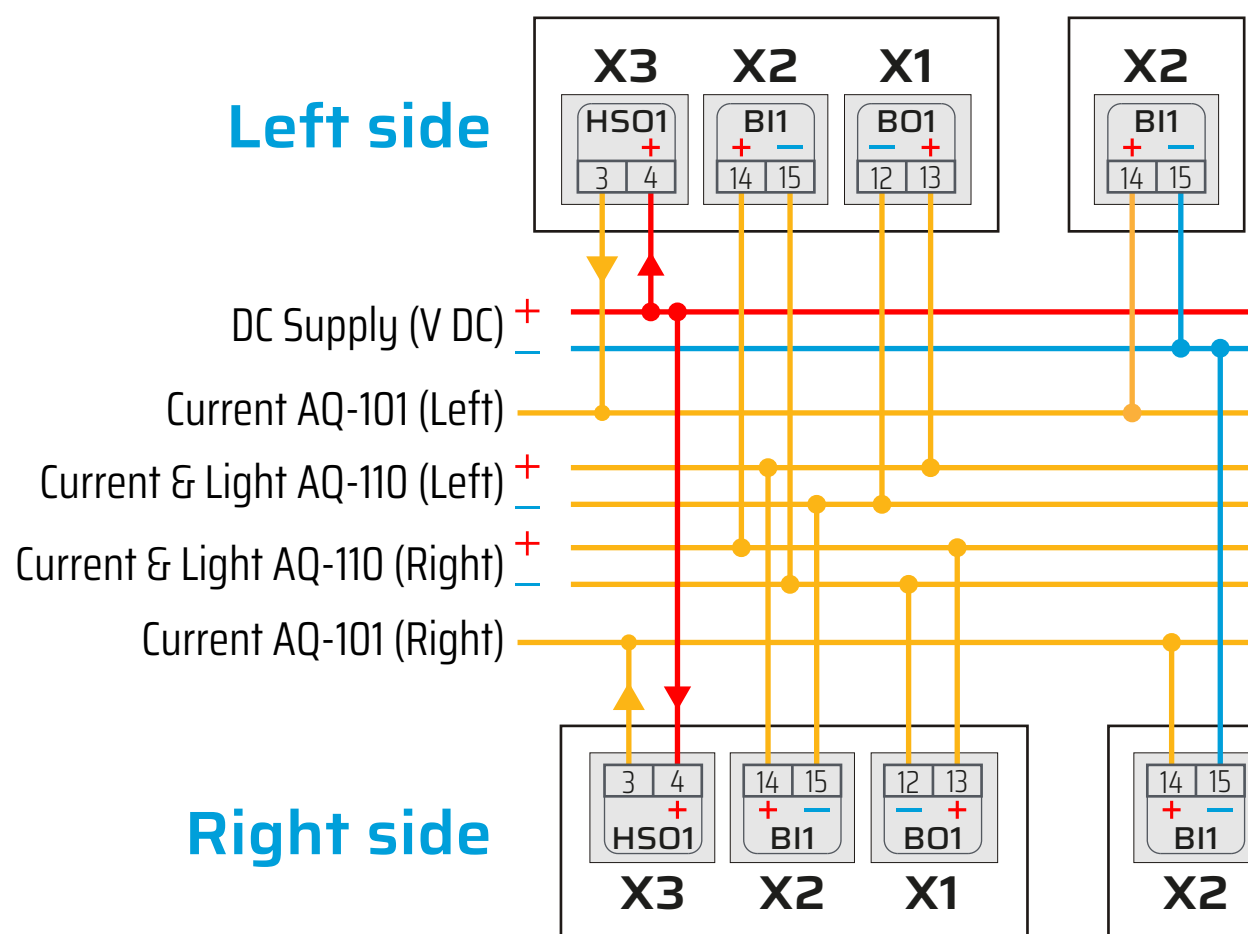 X3 X2 X1 X2
HSO1 BI1 BO1 BI1
+ + − − + + −
3 4 14 15 12 13 14 15
Left side
DC Supply (V DC) +
−
Current AQ-101 (Left)
Current & Light AQ-110 (Left) +
−
Current & Light AQ-110 (Right) +
−
Current AQ-101 (Right)
Right side
3 4 14 15 12 13 14 15
+ + − − + + −
HSO1 BI1 BO1 BI1
X3 X2 X1 X2